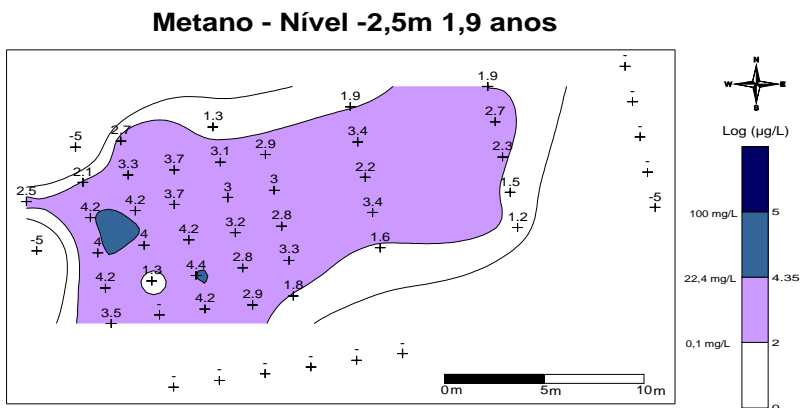 Metano - Nível -2,5m 1,9 anos
- 
1.9 1.9
-
1.3 2.7 2.7 3.4 -
-5 3.1 2.9 2.3
3.3 3.7 2.2 -
2.1 3.7 3 3 1.5
2.5 4.2 4.2 3.4 -5
4.2 3.2 2.8 1.2
-5 4 4 1.6
4.2 1.3 4.4 2.8 3.3
3.5 - 4.2 2.9 1.8
- - - - - -
0m 5m 10m
N
W E
S
Log (µg/L)
100 mg/L 5
22,4 mg/L 4.35
0,1 mg/L 2
0